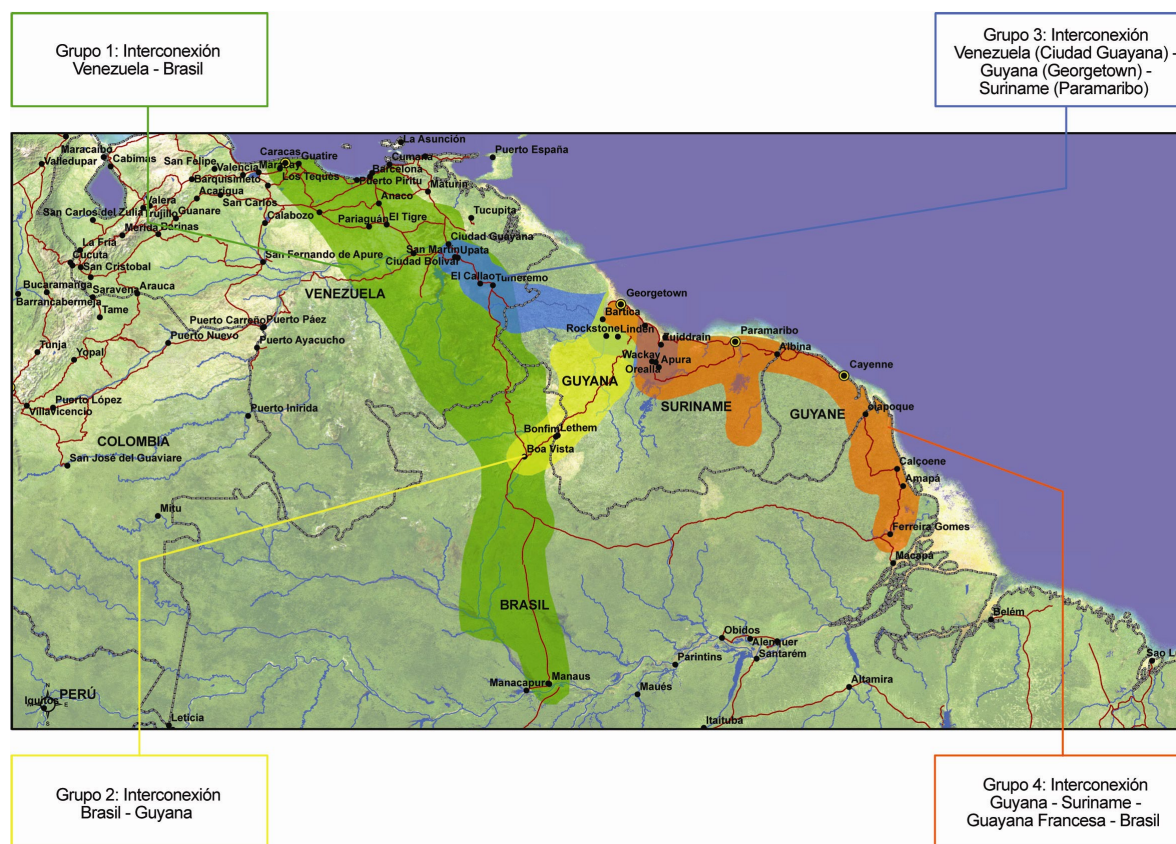 Grupo 1: Interconexión
Venezuela - Brasil
Grupo 3: Interconexión
Venezuela (Ciudad Guayana) -
Guyana (Georgetown) -
Suriname (Paramaribo)
La Asunción
Maracaibo
Valledupar
Cabimas
San Felipe
Caracas
Guatire
Cumaná
Puerto España
Valencia
Maracay
Los Teques
Barcelona
Barquisimeto
Puerto Píritu
Maturín
Acarigua
Valera
San Carlos del Zulia
Trujillo
Guanare
San Carlos
Anaco
Calabozo
Pariaguán
El Tigre
Tucupita
Mérida
Barinas
La Fría
Cucuta
San Cristobal
San Fernando de Apure
Ciudad Guayana
San Martín
Upata
Ciudad Bolívar
El Callao
Tumeremo
Bucaramanga
Saravena
Arauca
Barrancabermeja
Tame
VENEZUELA
Georgetown
Bartica
Puerto Carreño
Puerto Páez
Rockstone
Linden
Paramaribo
Tunja
Yopal
Puerto Nuevo
Puerto Ayacucho
Wackay
Apura
Orealla
Albina
Cayenne
GUYANA
SURINAME
GUYANE
Puerto López
Villavicencio
Puerto Inirida
Oiapoque
COLOMBIA
Bonfim
Lethem
San José del Guaviare
Boa Vista
Calçoene
Amapá
Mitu
Ferreira Gomes
Macapá
BRASIL
Belém
Obidos
Alenquer
Santarém
Parintins
Manacapuru
Manaus
Maués
Altamira
PERÚ
Iquitos
N
E
S
Leticia
Itaituba
Grupo 2: Interconexión
Brasil - Guyana
Grupo 4: Interconexión
Guyana - Suriname -
Guayana Francesa - Brasil